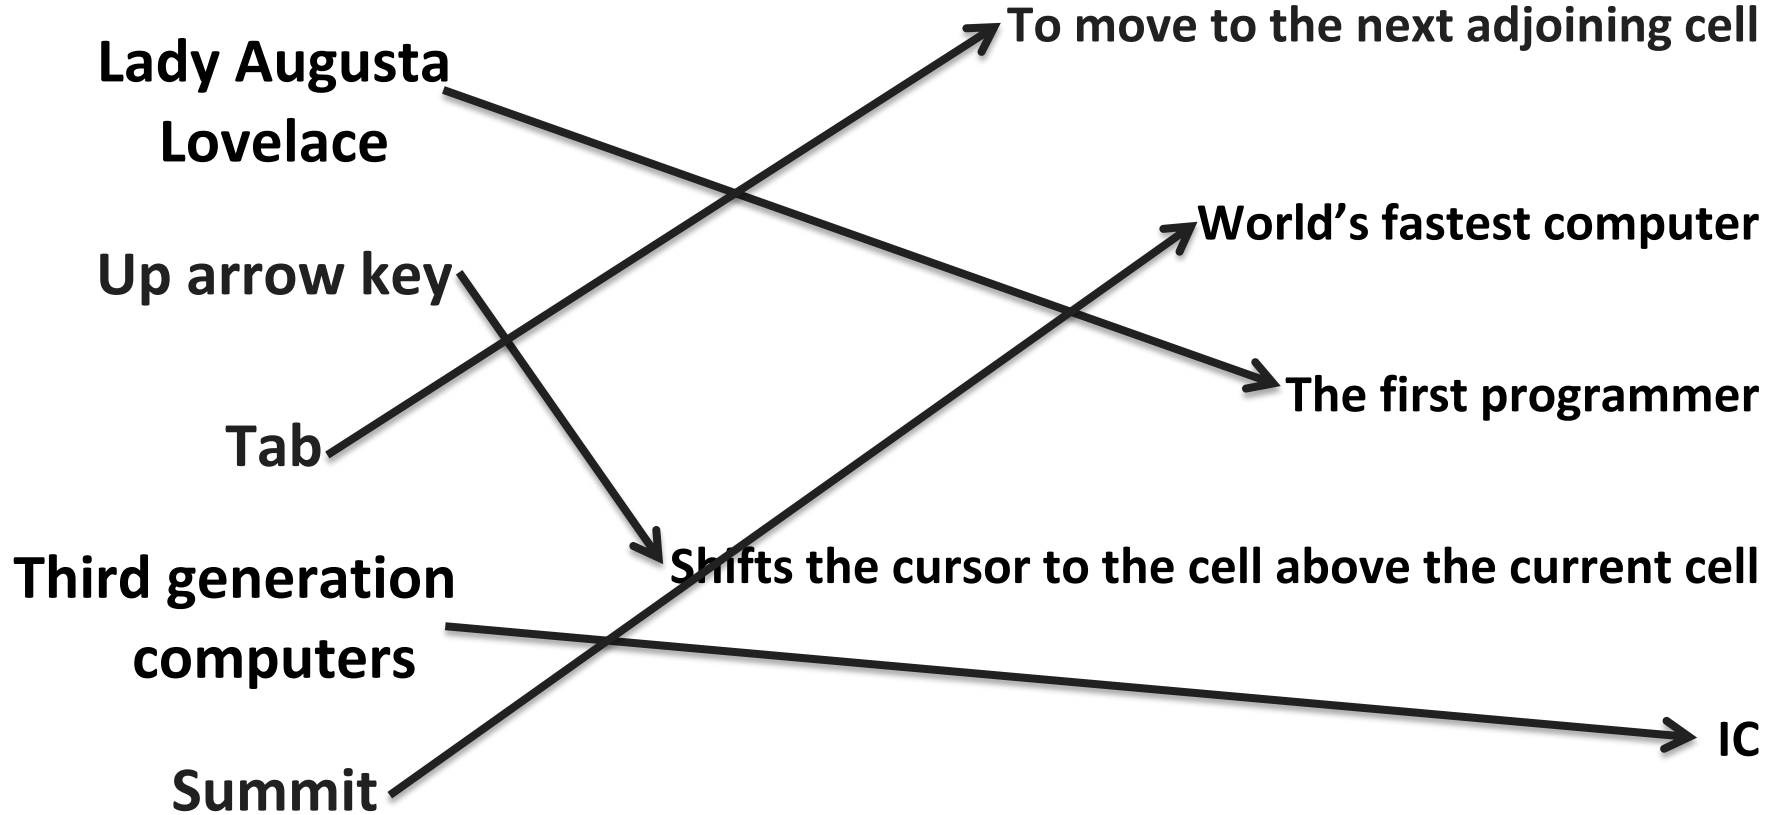 Lady Augusta
Lovelace
Up arrow key
Tab
Third generation
computers
Summit
To move to the next adjoining cell
World’s fastest computer
The first programmer
Shifts the cursor to the cell above the current cell
IC